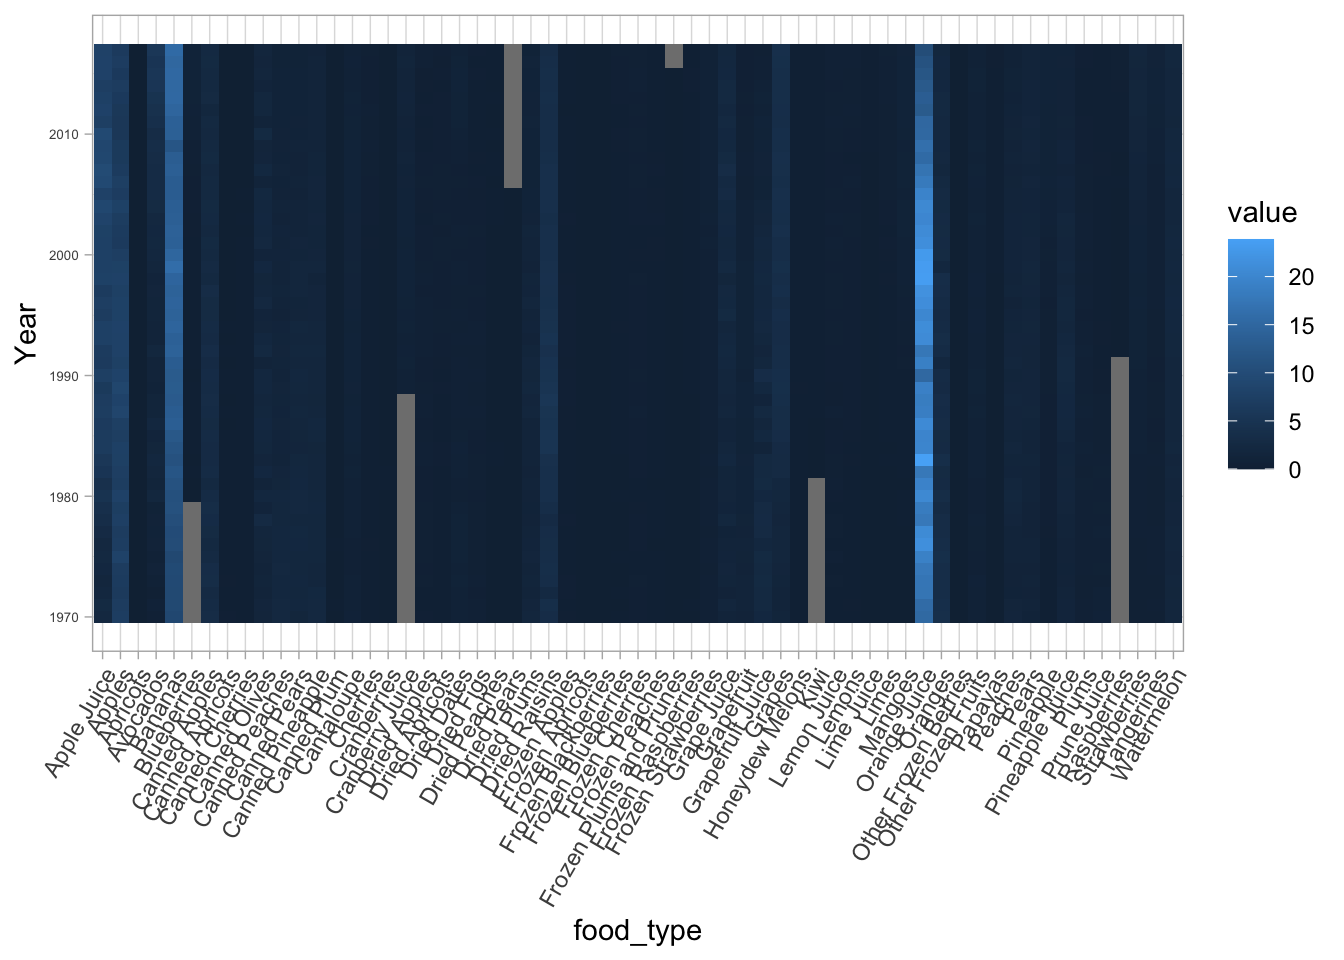 Year
2010
2000
1990
1980
1970
value
20
15
10
5
0
Apple Juice
Apples
Apricots
Avocados
Bananas
Blueberries
Canned Apples
Canned Apricots
Canned Cherries
Canned Olives
Canned Peaches
Canned Pears
Canned Pineapple
Canned Plum
Cantaloupe
Cherries
Cranberry Juice
Dried Apples
Dried Apricots
Dried Dates
Dried Figs
Dried Peaches
Dried Pears
Dried Plums
Dried Raisins
Frozen Apples
Frozen Apricots
Frozen Blackberries
Frozen Blueberries
Frozen Cherries
Frozen Peaches
Frozen Plums and Prunes
Frozen Raspberries
Frozen Strawberries
Grape Juice
Grapefruit
Grapefruit Juice
Grapes
Honeydew Melons
Kiwi
Lemon Juice
Lemons
Lime Juice
Limes
Mangoes
Orange Juice
Oranges
Other Frozen Berries
Other Frozen Fruits
Papayas
Peaches
Pears
Pineapple
Pineapple Juice
Plums
Prune Juice
Raspberries
Strawberries
Tangerines
Watermelon
food_type